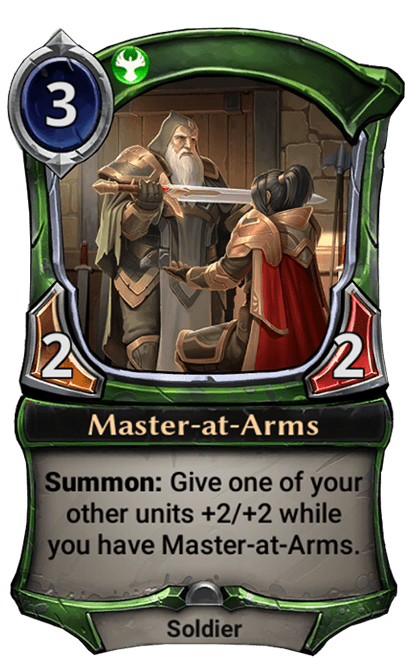 3
2
2
Master-at-Arms
Summon: Give one of your
other units +2/+2 while
you have Master-at-Arms.
Soldier